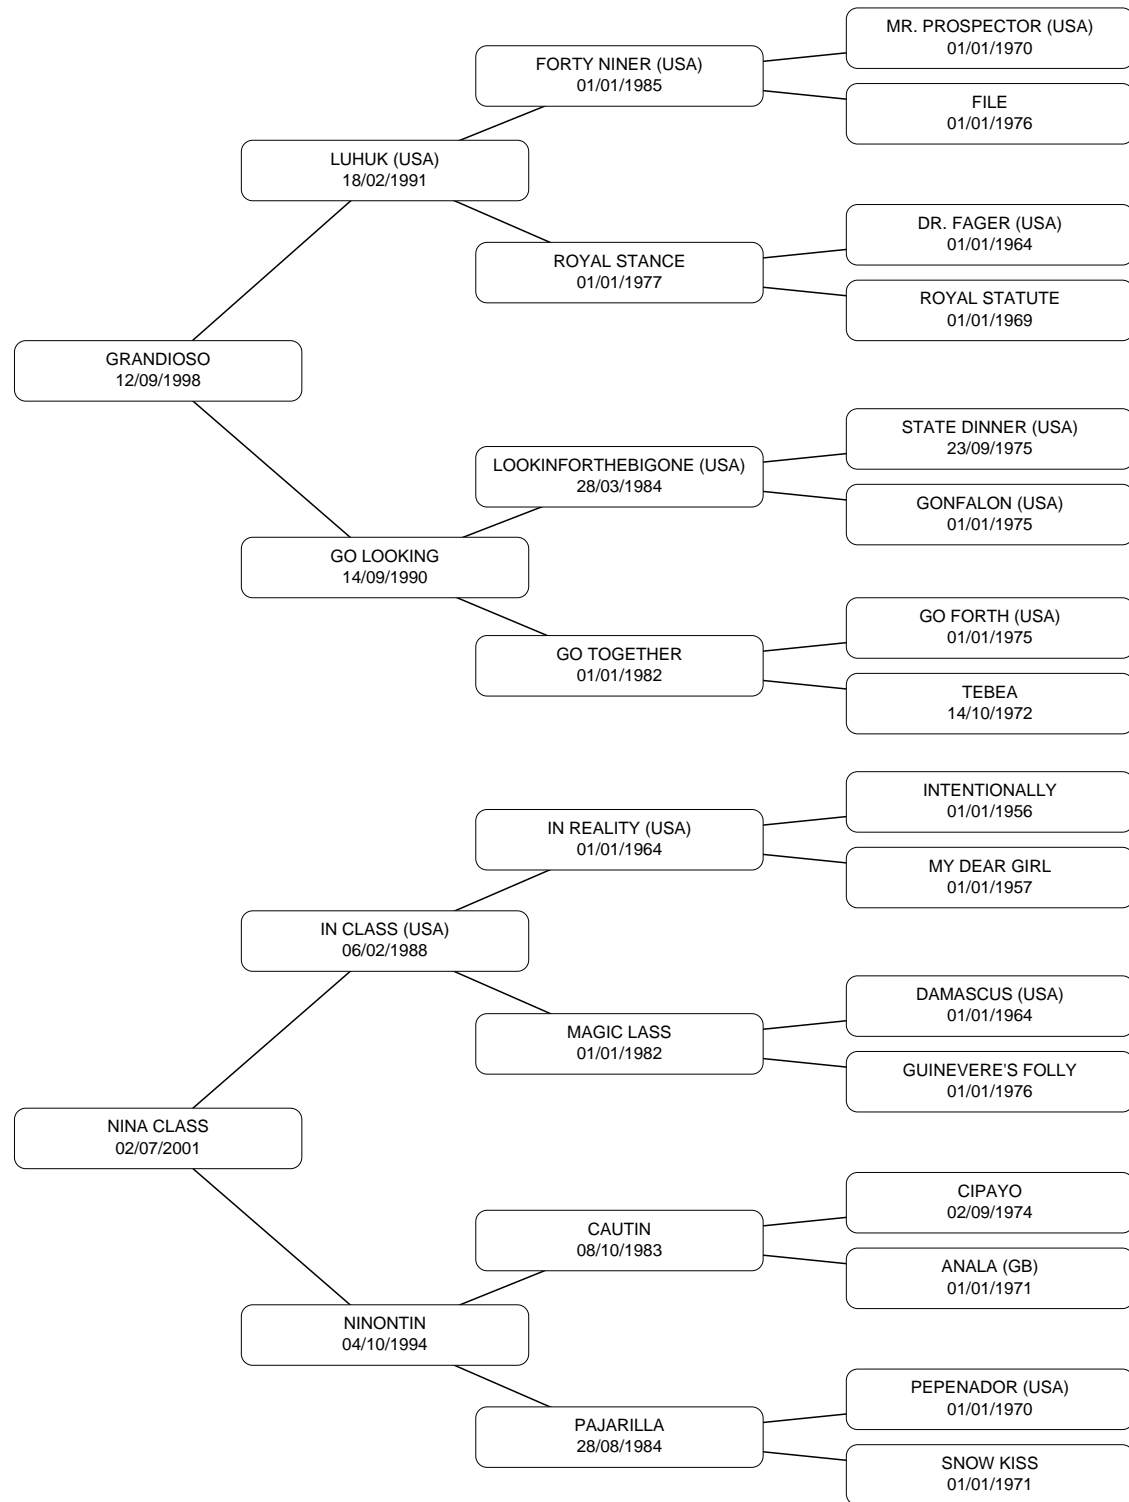 MR. PROSPECTOR (USA)
01/01/1970
FORTY NINER (USA)
01/01/1985
FILE
01/01/1976
LUHUK (USA)
18/02/1991
DR. FAGER (USA)
01/01/1964
ROYAL STANCE
01/01/1977
ROYAL STATUTE
01/01/1969
GRANDIOSO
12/09/1998
STATE DINNER (USA)
23/09/1975
LOOKINFORTHEBIGONE (USA)
28/03/1984
GONFALON (USA)
01/01/1975
GO LOOKING
14/09/1990
GO FORTH (USA)
01/01/1975
GO TOGETHER
01/01/1982
TEBEA
14/10/1972
INTENTIONALLY
01/01/1956
IN REALITY (USA)
01/01/1964
MY DEAR GIRL
01/01/1957
IN CLASS (USA)
06/02/1988
DAMASCUS (USA)
01/01/1964
MAGIC LASS
01/01/1982
GUINEVERE'S FOLLY
01/01/1976
NINA CLASS
02/07/2001
CIPAYO
02/09/1974
CAUTIN
08/10/1983
ANALA (GB)
01/01/1971
NINONTIN
04/10/1994
PEPENADOR (USA)
01/01/1970
PAJARILLA
28/08/1984
SNOW KISS
01/01/1971